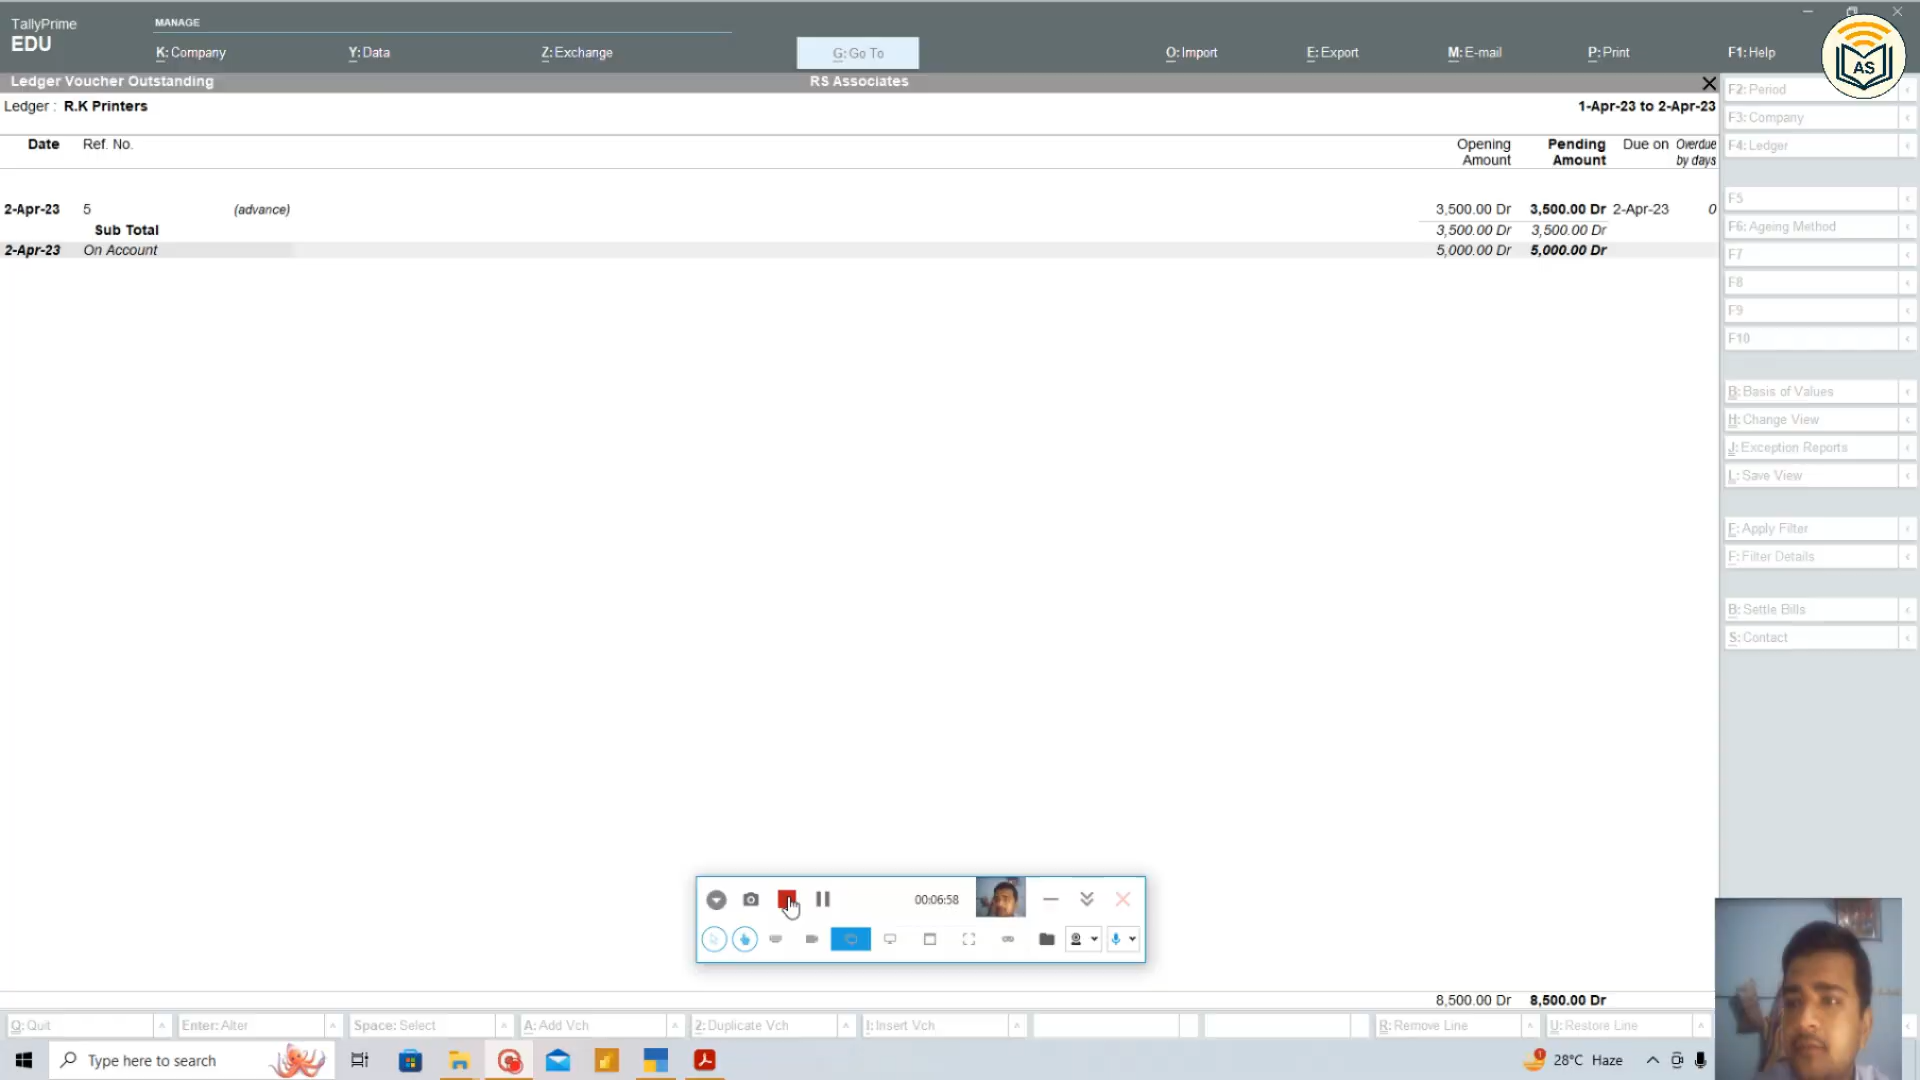 TallyPrime
EDU
MANAGE
K: Company Y: Data Z: Exchange G: Go To O: Import E: Export M: E-mail P: Print F1: Help
AS
Ledger Voucher Outstanding RS Associates
Ledger : R.K Printers 1-Apr-23 to 2-Apr-23
Date Ref. No. Opening Amount Pending Amount Due on Overdue by days
2-Apr-23 5 (advance) 3,500.00 Dr 3,500.00 Dr 2-Apr-23 0
Sub Total 3,500.00 Dr 3,500.00 Dr
2-Apr-23 On Account 5,000.00 Dr 5,000.00 Dr
F2: Period
F3: Company
F4: Ledger
F5
F6: Ageing Method
F7
F8
F9
F10
B: Basis of Values
H: Change View
J: Exception Reports
L: Save View
F: Apply Filter
F: Filter Details
B: Settle Bills
S: Contact
00:06:58
8,500.00 Dr 8,500.00 Dr
Q: Quit Enter: Alter Space: Select A: Add Vch 2: Duplicate Vch I: Insert Vch R: Remove Line U: Restore Line
Type here to search 28°C Haze